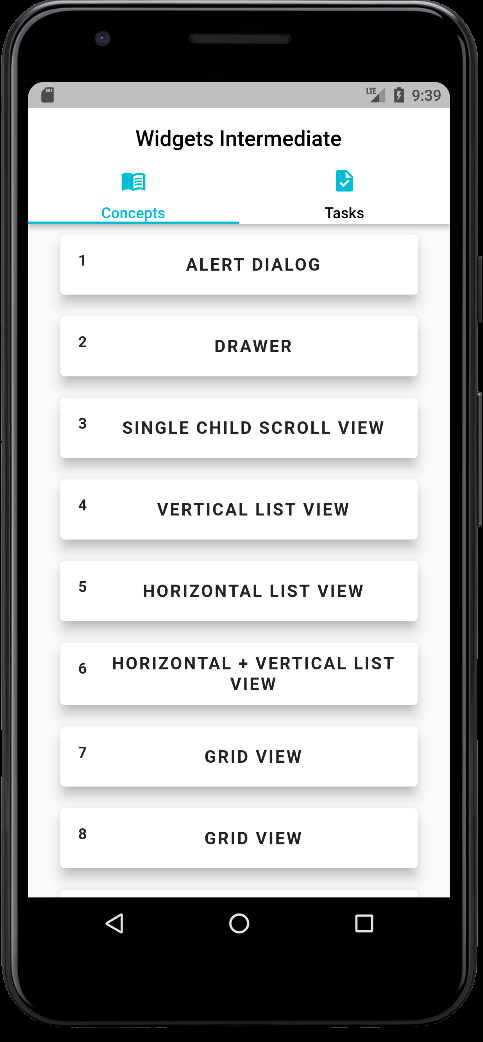 LTE 9:39
Widgets Intermediate
Concepts Tasks
1 ALERT DIALOG
2 DRAWER
3 SINGLE CHILD SCROLL VIEW
4 VERTICAL LIST VIEW
5 HORIZONTAL LIST VIEW
6 HORIZONTAL + VERTICAL LIST
VIEW
7 GRID VIEW
8 GRID VIEW